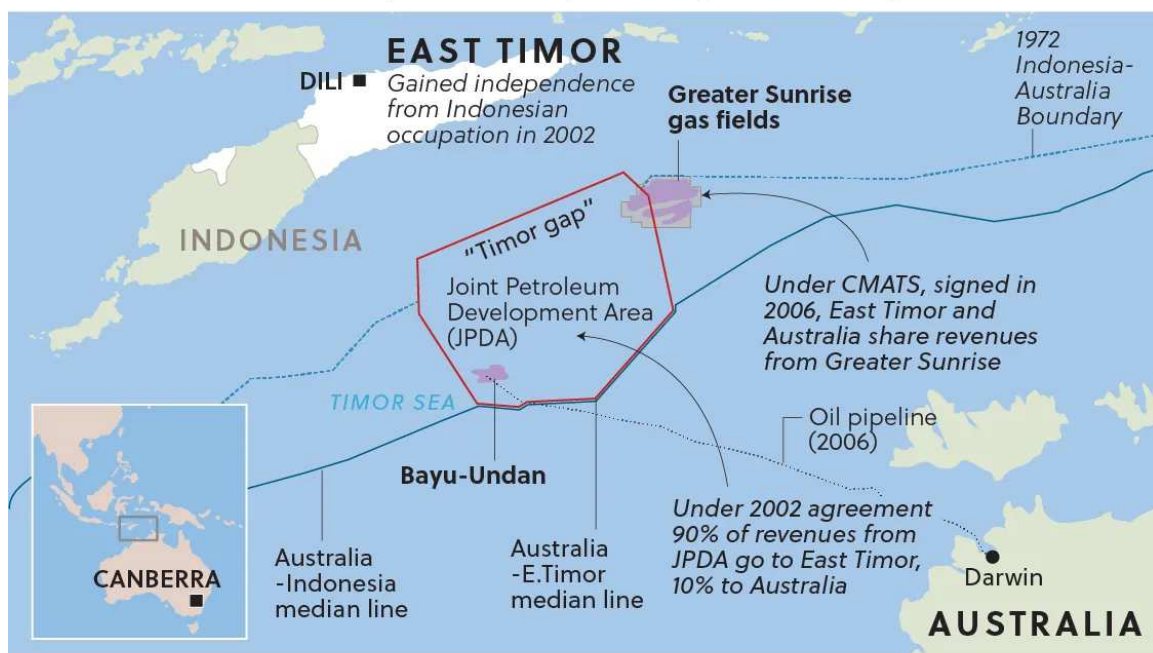 EAST TIMOR
DILI
Gained independence
from Indonesian
occupation in 2002
Greater Sunrise
gas fields
1972
Indonesia-
Australia
Boundary
INDONESIA
"Timor gap"
Joint Petroleum
Development Area
(JPDA)
Under CMATS, signed in
2006, East Timor and
Australia share revenues
from Greater Sunrise
TIMOR SEA
Oil pipeline
(2006)
Bayu-Undan
Under 2002 agreement
90% of revenues from
JPDA go to East Timor,
10% to Australia
Australia
-Indonesia
median line
Australia
-E.Timor
median line
CANBERRA
Darwin
AUSTRALIA